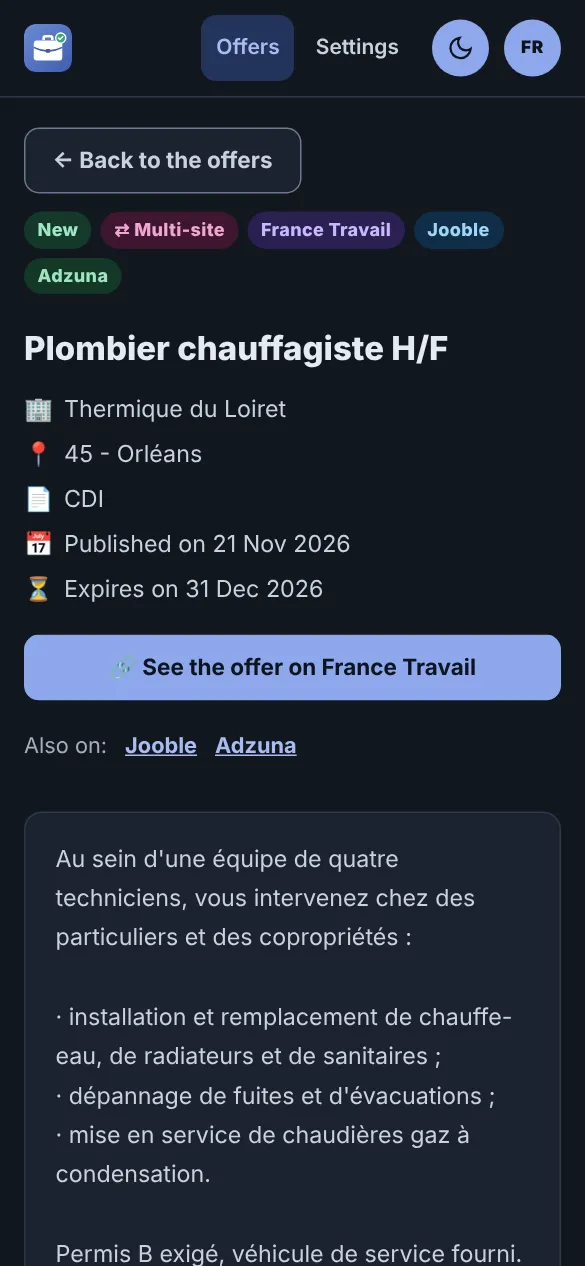 Offers Settings FR
← Back to the offers
New ⇄ Multi-site France Travail Jooble
Adzuna
Plombier chauffagiste H/F
🏢 Thermique du Loiret
📍 45 - Orléans
📄 CDI
📅 Published on 21 Nov 2026
⏳ Expires on 31 Dec 2026
🔗 See the offer on France Travail
Also on: Jooble Adzuna
Au sein d'une équipe de quatre
techniciens, vous intervenez chez des
particuliers et des copropriétés :
· installation et remplacement de chauffe-
eau, de radiateurs et de sanitaires ;
· dépannage de fuites et d'évacuations ;
· mise en service de chaudières gaz à
condensation.
Permis B exigé, véhicule de service fourni.